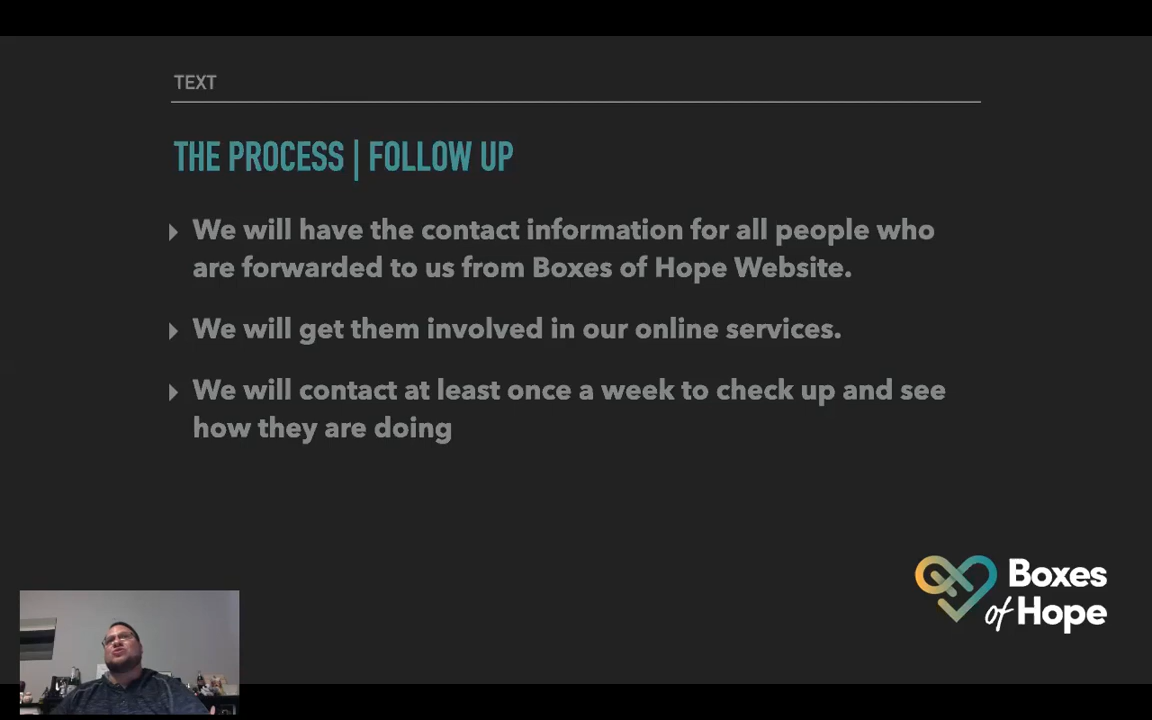 TEXT
THE PROCESS | FOLLOW UP
We will have the contact information for all people who
are forwarded to us from Boxes of Hope Website.
We will get them involved in our online services.
We will contact at least once a week to check up and see
how they are doing
Boxes
of Hope